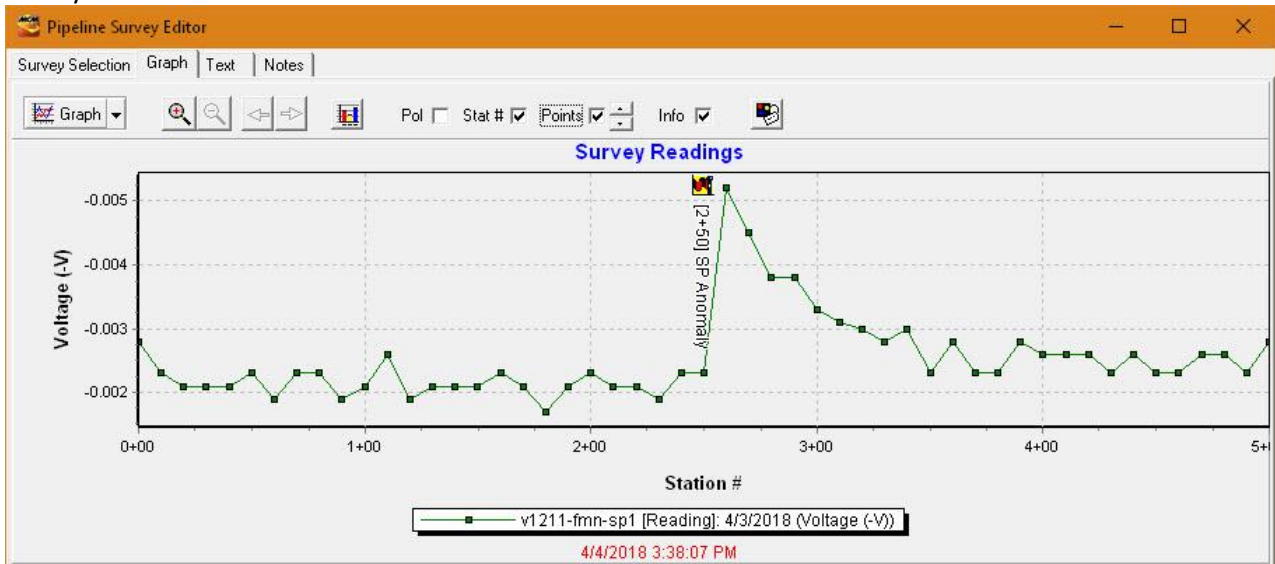 Pipeline Survey Editor
Survey Selection Graph Text Notes
Graph Pol Stat # Points Info
Survey Readings
-0.005
-0.004
-0.003
-0.002
Voltage (-V)
[2+50] SP Anomaly
0+00 1+00 2+00 3+00 4+00
Station #
v1211-fmn-sp1 [Reading]: 4/3/2018 (Voltage (-V))
4/4/2018 3:38:07 PM